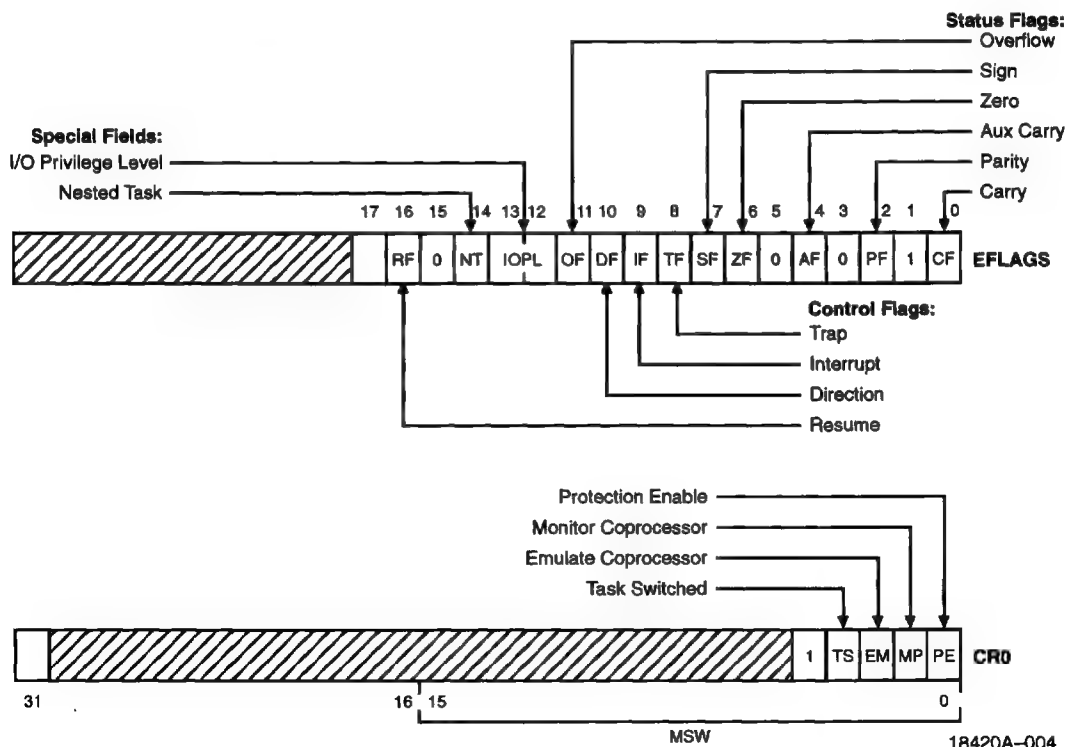 Status Flags:
Overflow
Sign
Zero
Aux Carry
Parity
Carry
Special Fields:
I/O Privilege Level
Nested Task
17 16 15 14 13 12 11 10 9 8 7 6 5 4 3 2 1 0
RF 0 NT IOPL OF DF IF TF SF ZF 0 AF 0 PF 1 CF EFLAGS
Control Flags:
Trap
Interrupt
Direction
Resume
Protection Enable
Monitor Coprocessor
Emulate Coprocessor
Task Switched
1 TS EM MP PE CR0
31 16 15 0
MSW
18420A–004